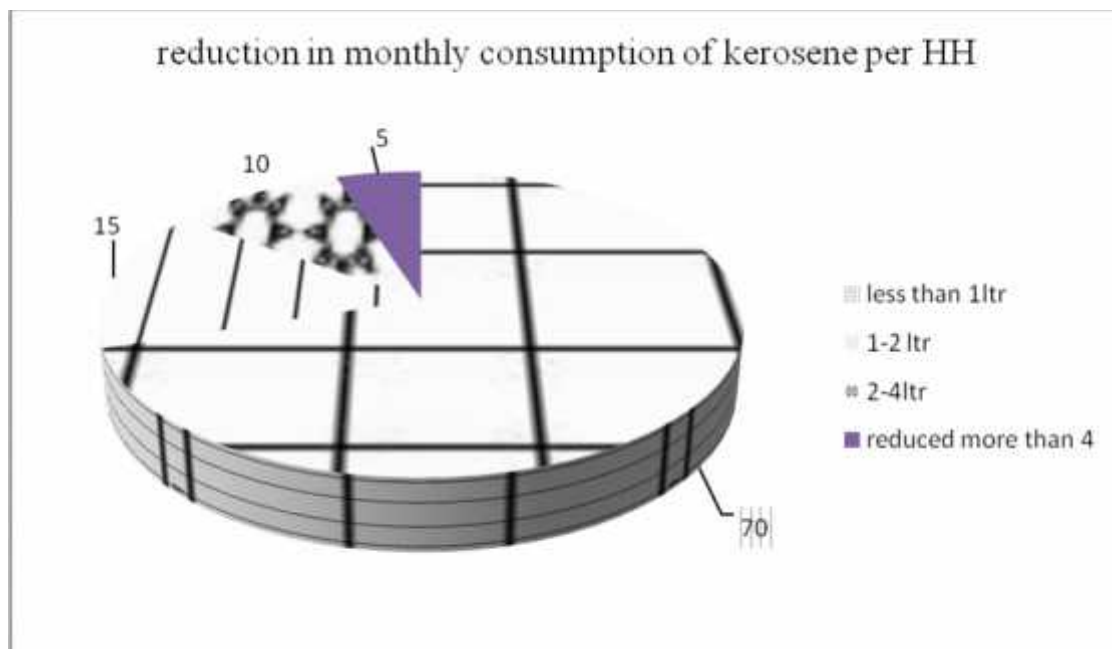 reduction in monthly consumption of kerosene per HH
5
10
15
less than 1ltr
1-2 ltr
2-4ltr
reduced more than 4
70